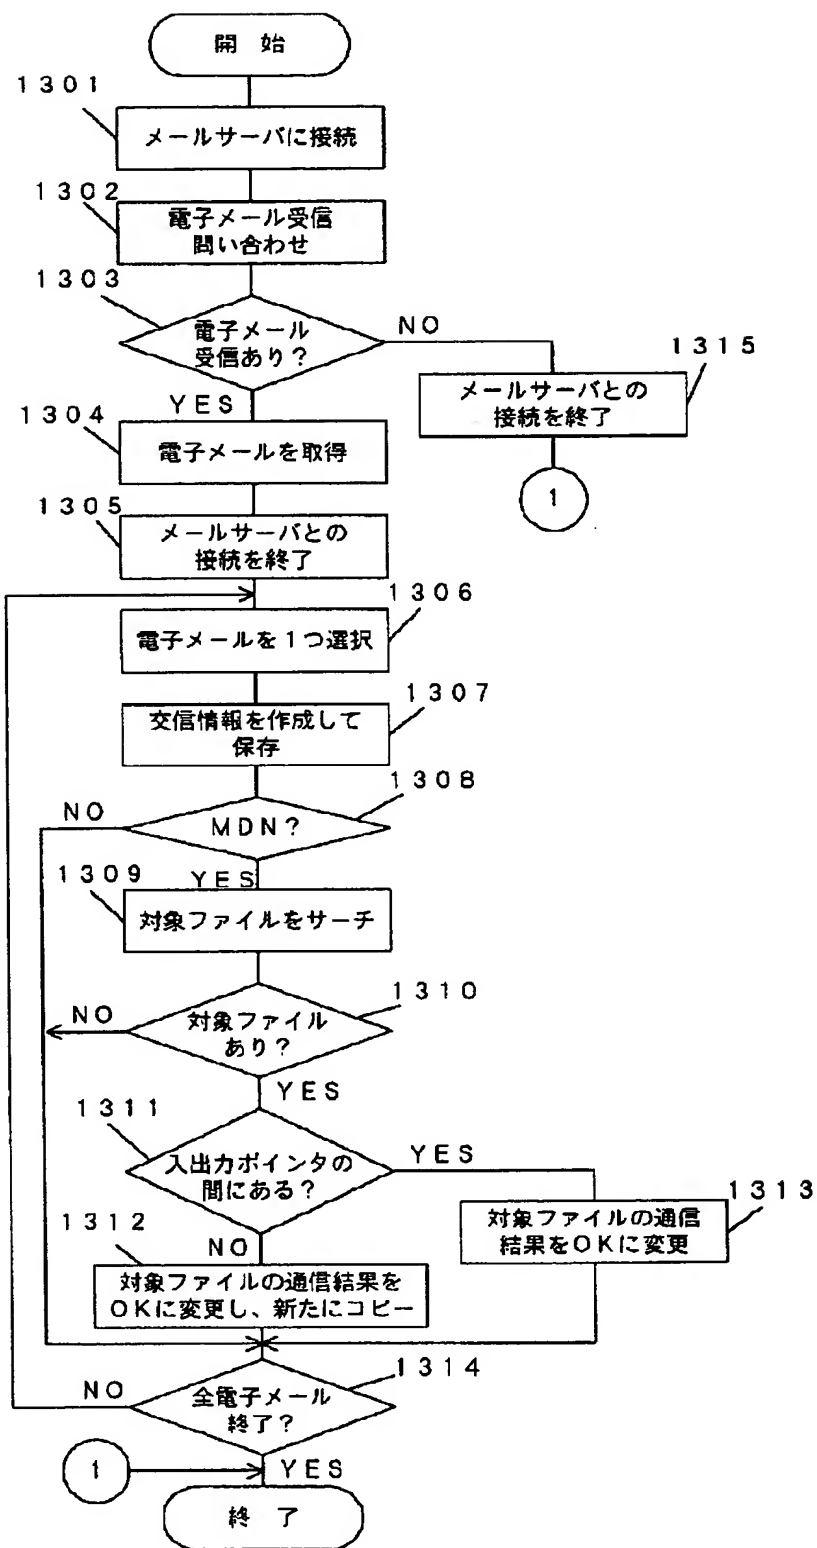 開 始
1301
メールサーバに接続
1302
電子メール受信
問い合わせ
1303
電子メール
受信あり?
NO
1315
メールサーバとの
接続を終了
1
YES
1304
電子メールを取得
1305
メールサーバとの
接続を終了
1306
電子メールを1つ選択
1307
交信情報を作成して
保存
1308
NO
MDN?
YES
1309
対象ファイルをサーチ
1310
NO
対象ファイル
あり?
YES
1311
入出力ポインタの
間にある?
YES
1313
対象ファイルの通信
結果をOKに変更
1312
NO
対象ファイルの通信結果を
OKに変更し、新たにコピー
1314
NO
全電子メール
終了?
1
YES
終 了